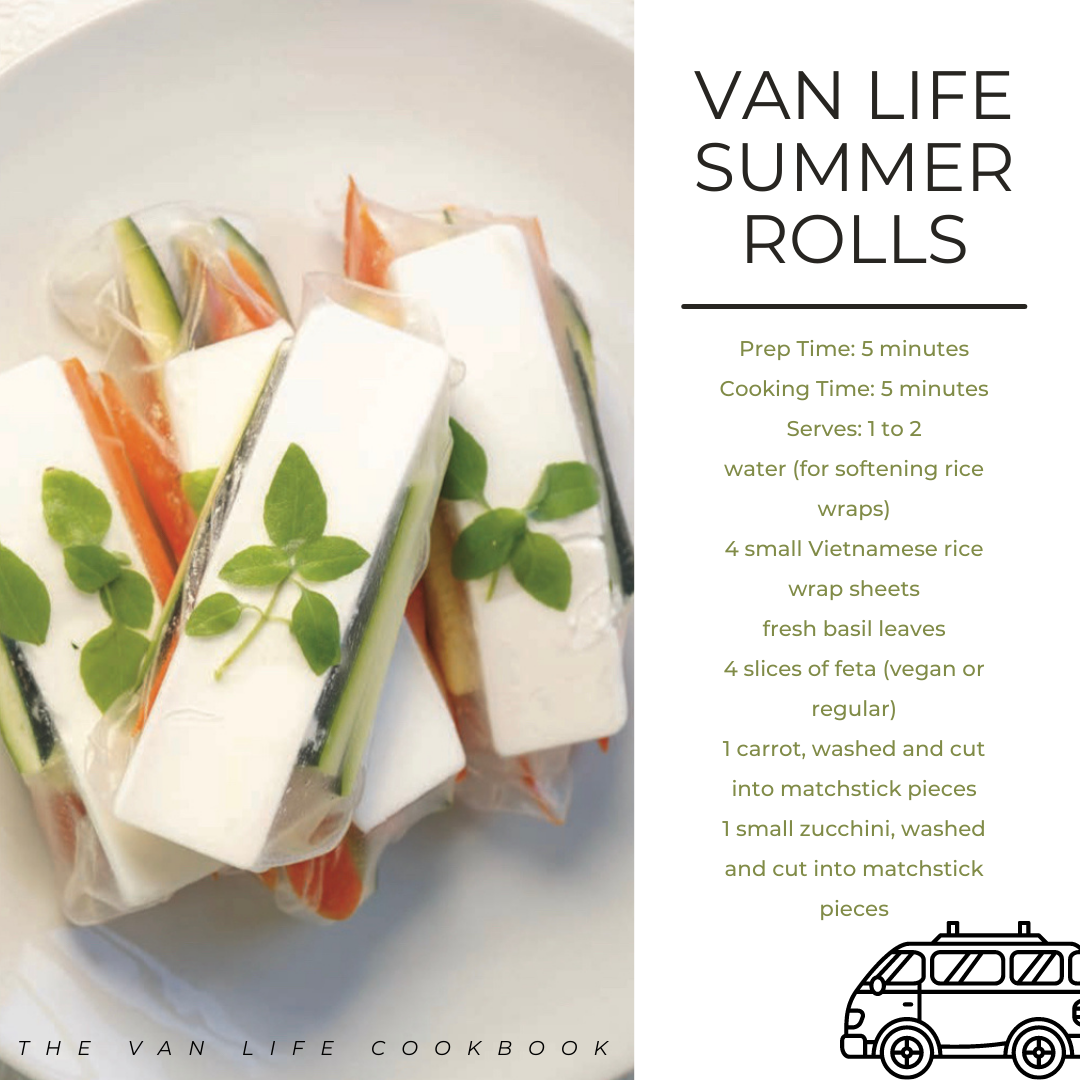 VAN LIFE
SUMMER
ROLLS
Prep Time: 5 minutes
Cooking Time: 5 minutes
Serves: 1 to 2
water (for softening rice
wraps)
4 small Vietnamese rice
wrap sheets
fresh basil leaves
4 slices of feta (vegan or
regular)
1 carrot, washed and cut
into matchstick pieces
1 small zucchini, washed
and cut into matchstick
pieces
THE VAN LIFE COOKBOOK